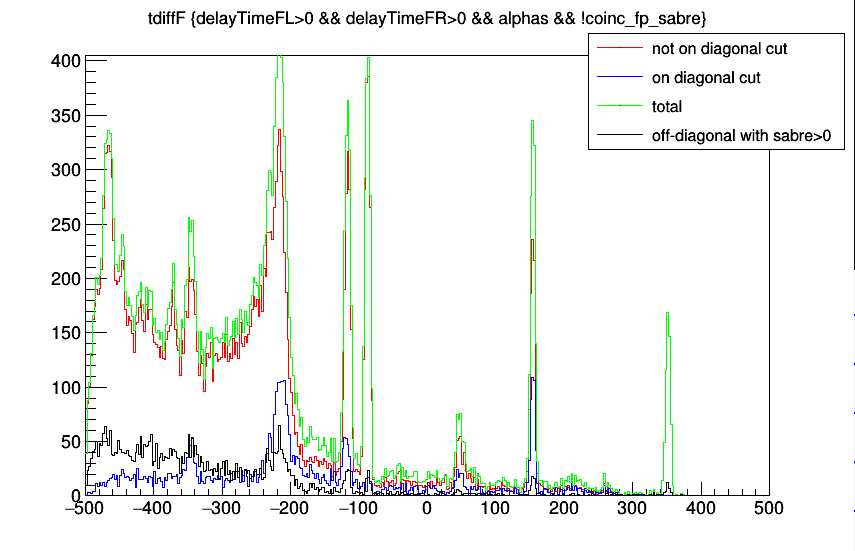 tdiffF {delayTimeFL>0 && delayTimeFR>0 && alphas && !coinc_fp_sabre}
not on diagonal cut
on diagonal cut
total
off-diagonal with sabre>0
400
350
300
250
200
150
100
50
0
−500 −400 −300 −200 −100 0 100 200 300 400 500